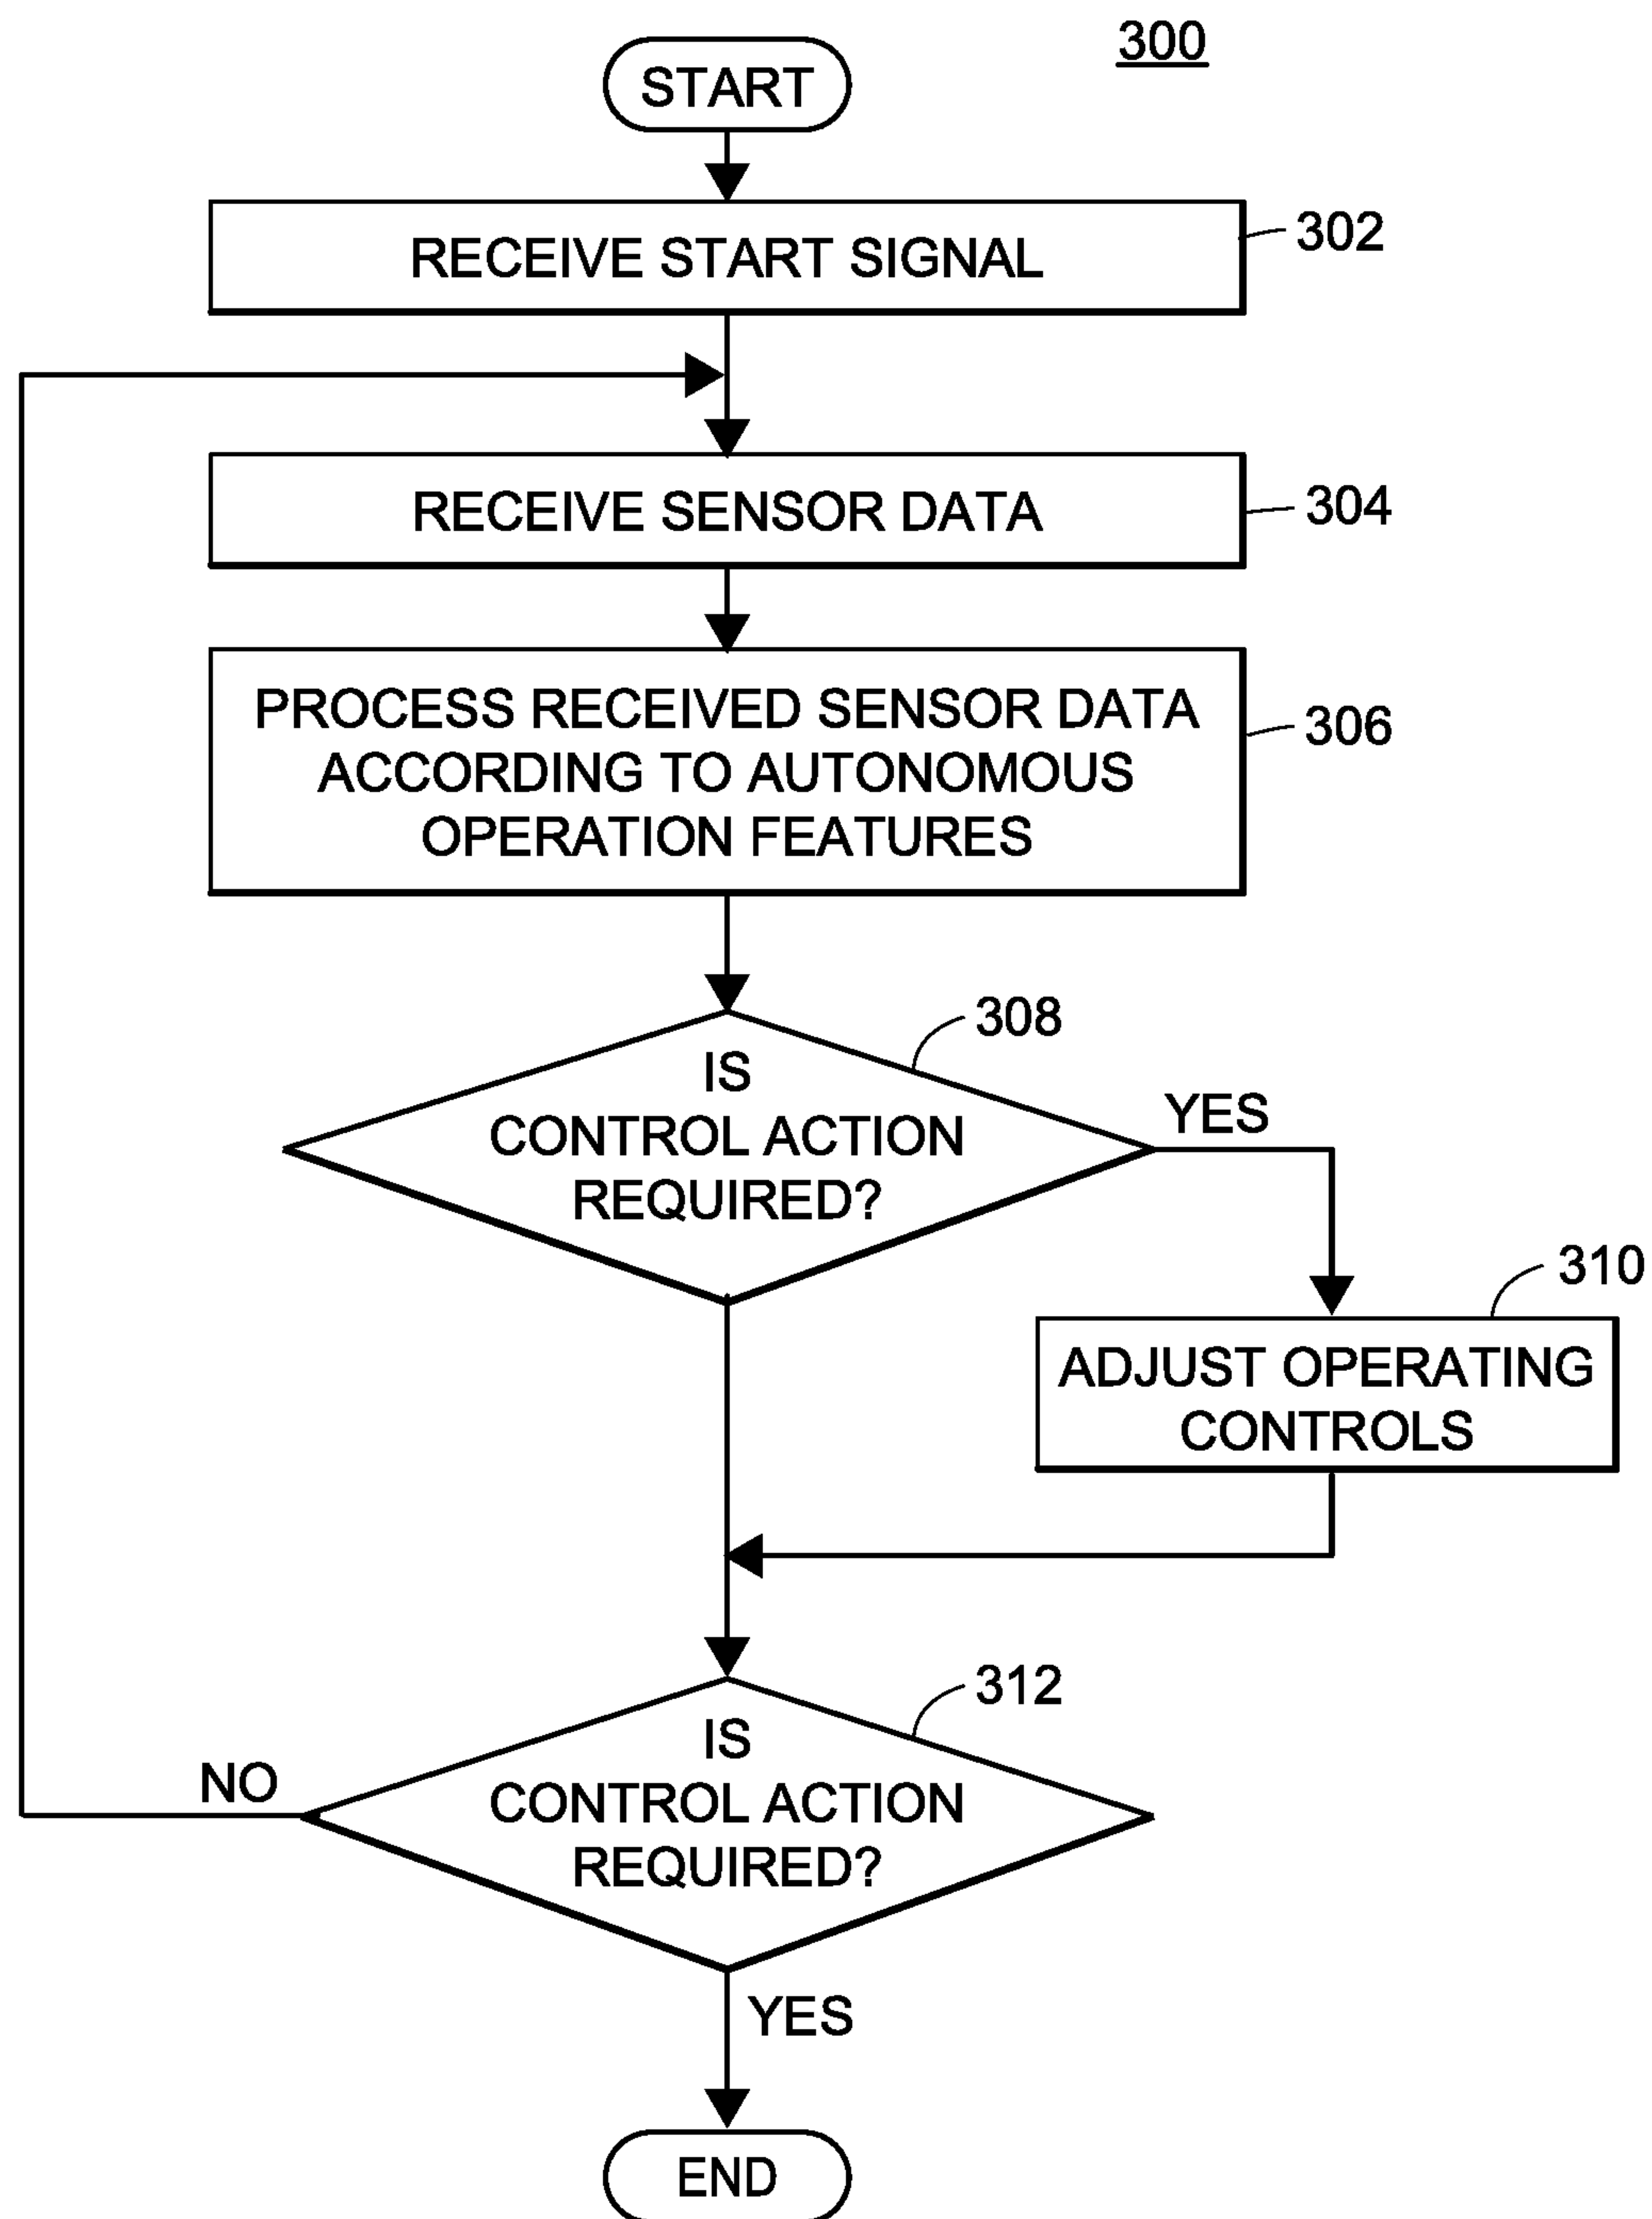 300
START
RECEIVE START SIGNAL
302
RECEIVE SENSOR DATA
304
PROCESS RECEIVED SENSOR DATA
ACCORDING TO AUTONOMOUS
OPERATION FEATURES
306
308
IS
CONTROL ACTION
REQUIRED?
YES
310
ADJUST OPERATING
CONTROLS
312
IS
CONTROL ACTION
REQUIRED?
NO
YES
END